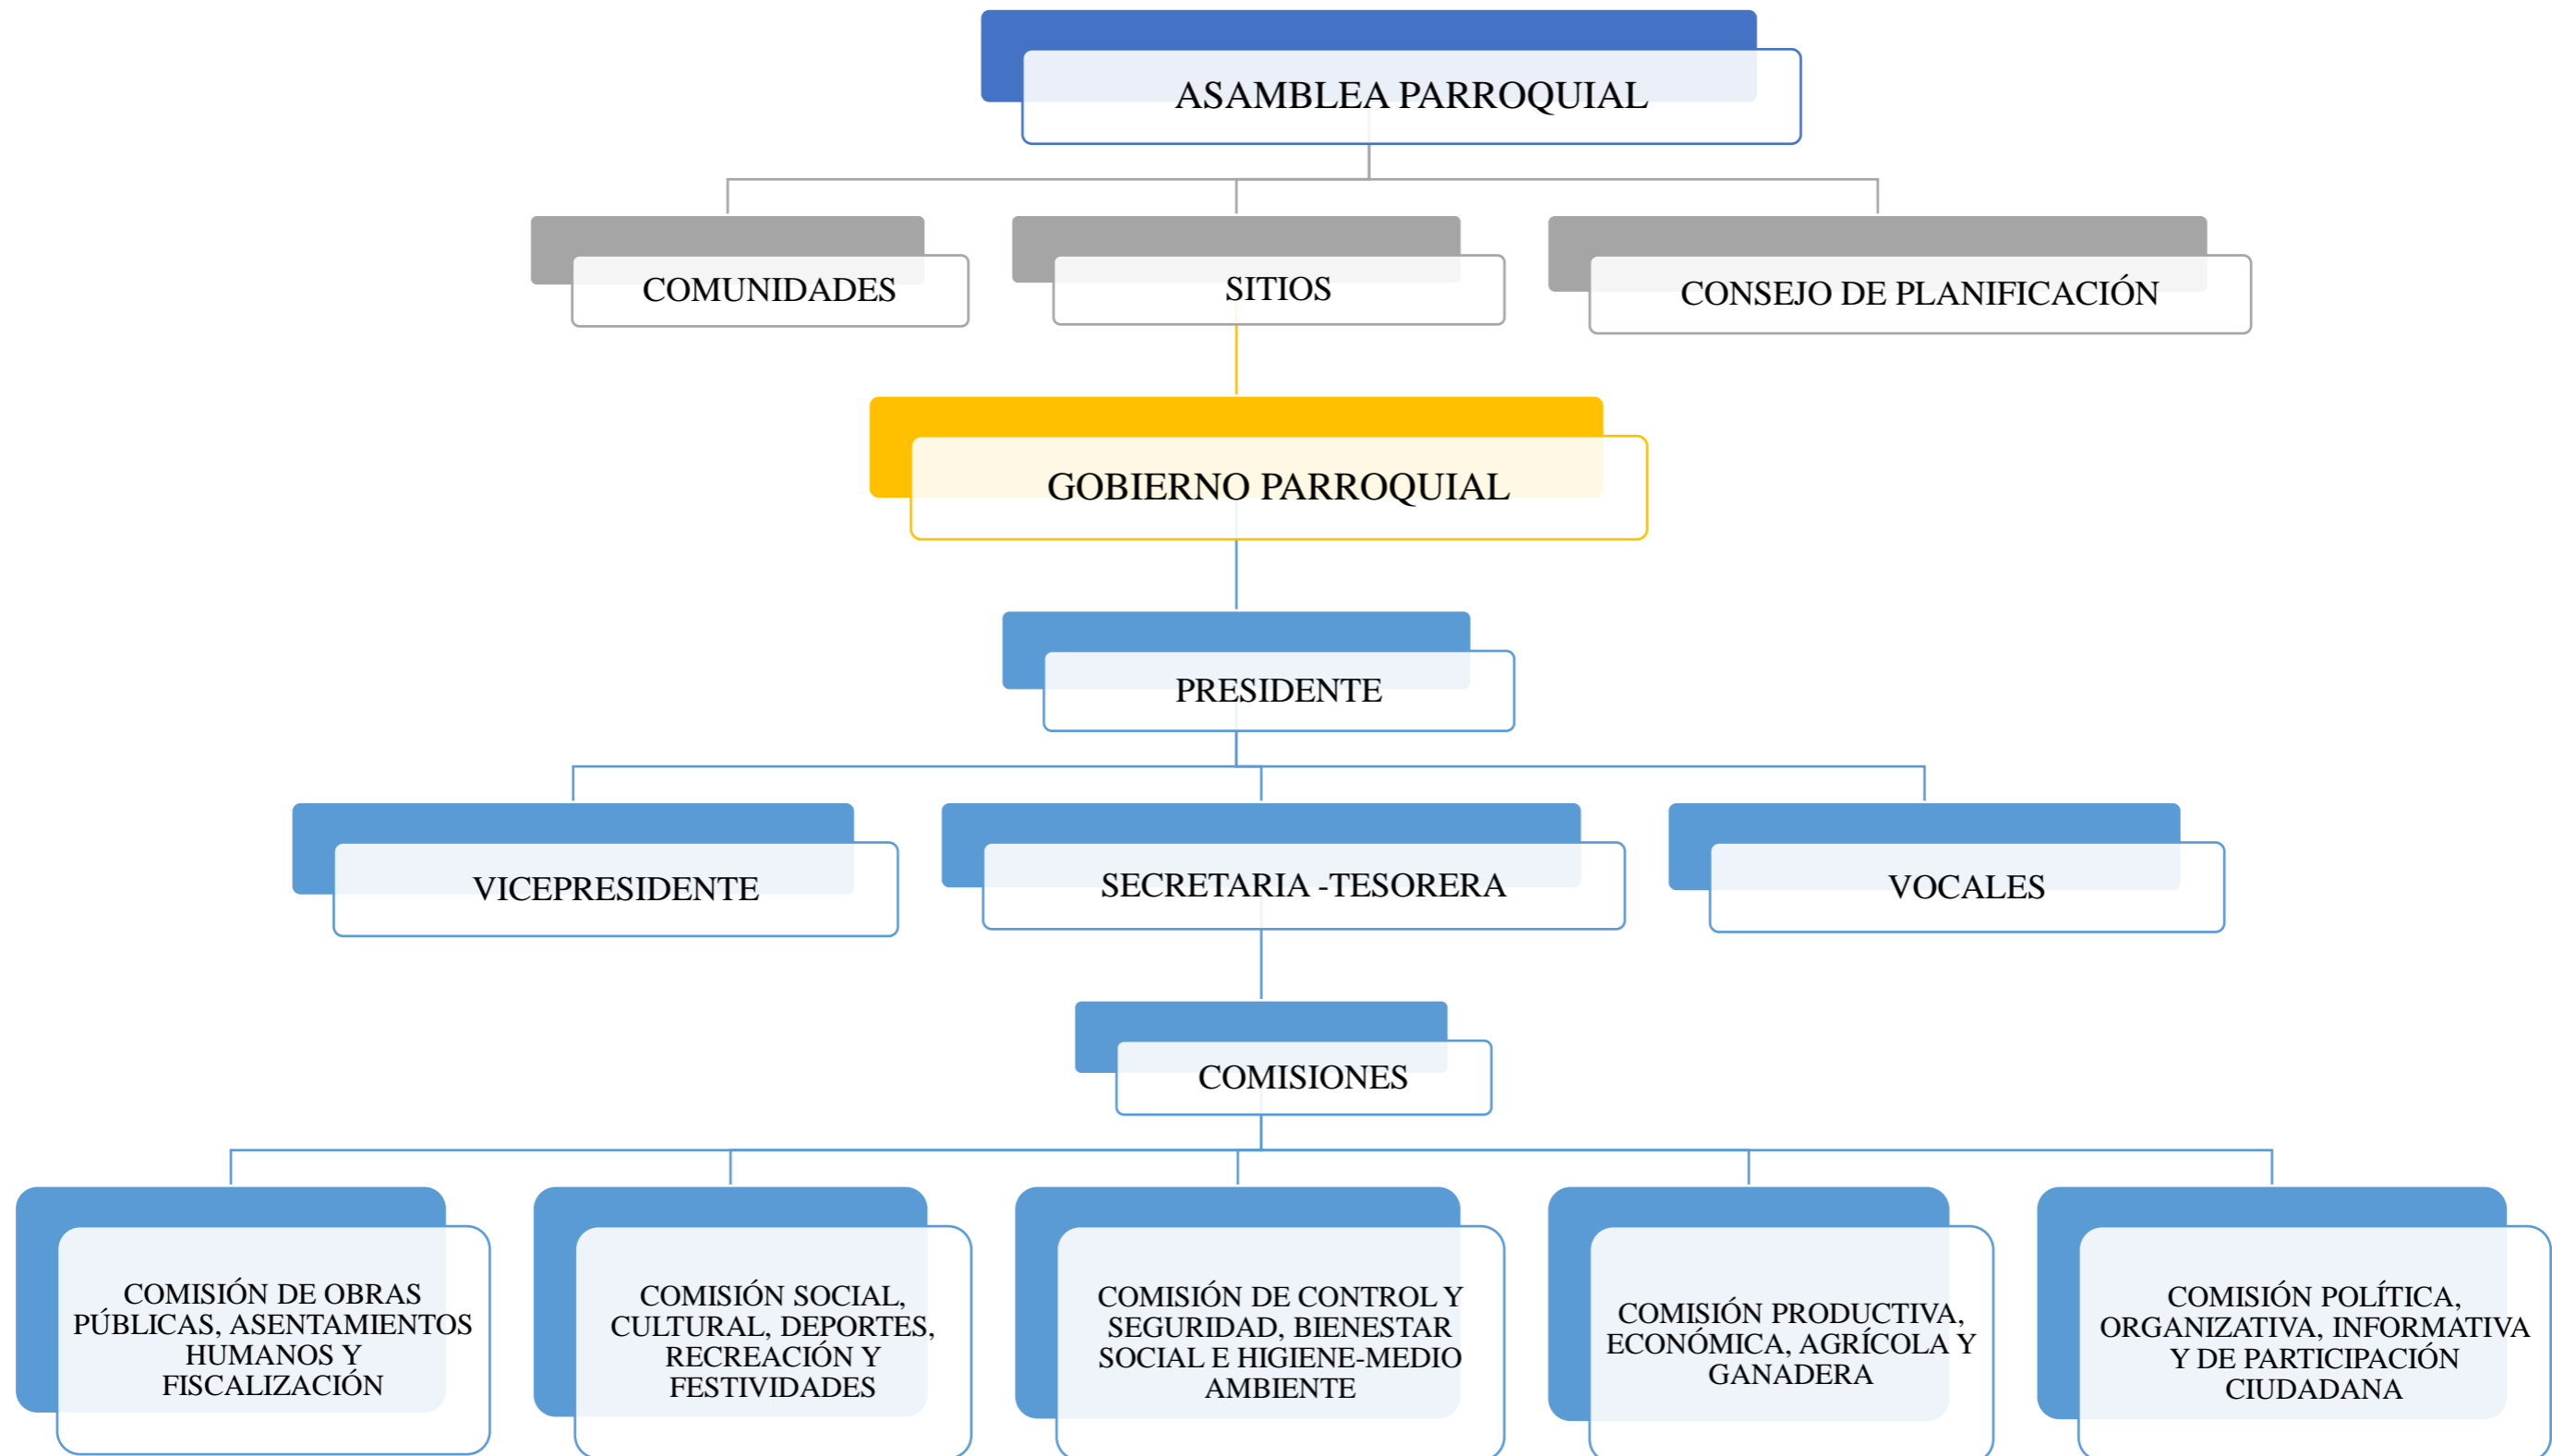 ASAMBLEA PARROQUIAL
COMUNIDADES
SITIOS
CONSEJO DE PLANIFICACIÓN
GOBIERNO PARROQUIAL
PRESIDENTE
VICEPRESIDENTE
SECRETARIA -TESORERA
VOCALES
COMISIONES
COMISIÓN DE OBRAS
PÚBLICAS, ASENTAMIENTOS
HUMANOS Y
FISCALIZACIÓN
COMISIÓN SOCIAL,
CULTURAL, DEPORTES,
RECREACIÓN Y
FESTIVIDADES
COMISIÓN DE CONTROL Y
SEGURIDAD, BIENESTAR
SOCIAL E HIGIENE-MEDIO
AMBIENTE
COMISIÓN PRODUCTIVA,
ECONÓMICA, AGRÍCOLA Y
GANADERA
COMISIÓN POLÍTICA,
ORGANIZATIVA, INFORMATIVA
Y DE PARTICIPACIÓN
CIUDADANA